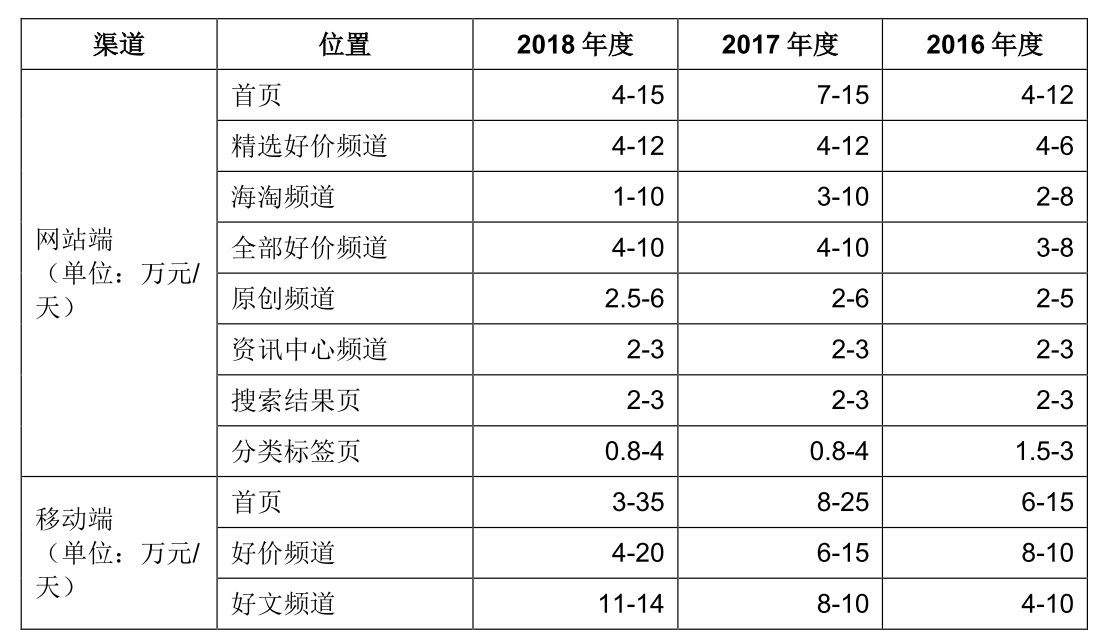 渠道 位置 2018 年度 2017 年度 2016 年度
网站端
（单位：万元/
天）
首页 4-15 7-15 4-12
精选好价频道 4-12 4-12 4-6
海淘频道 1-10 3-10 2-8
全部好价频道 4-10 4-10 3-8
原创频道 2.5-6 2-6 2-5
资讯中心频道 2-3 2-3 2-3
搜索结果页 2-3 2-3 2-3
分类标签页 0.8-4 0.8-4 1.5-3
移动端
（单位：万元/
天）
首页 3-35 8-25 6-15
好价频道 4-20 6-15 8-10
好文频道 11-14 8-10 4-10